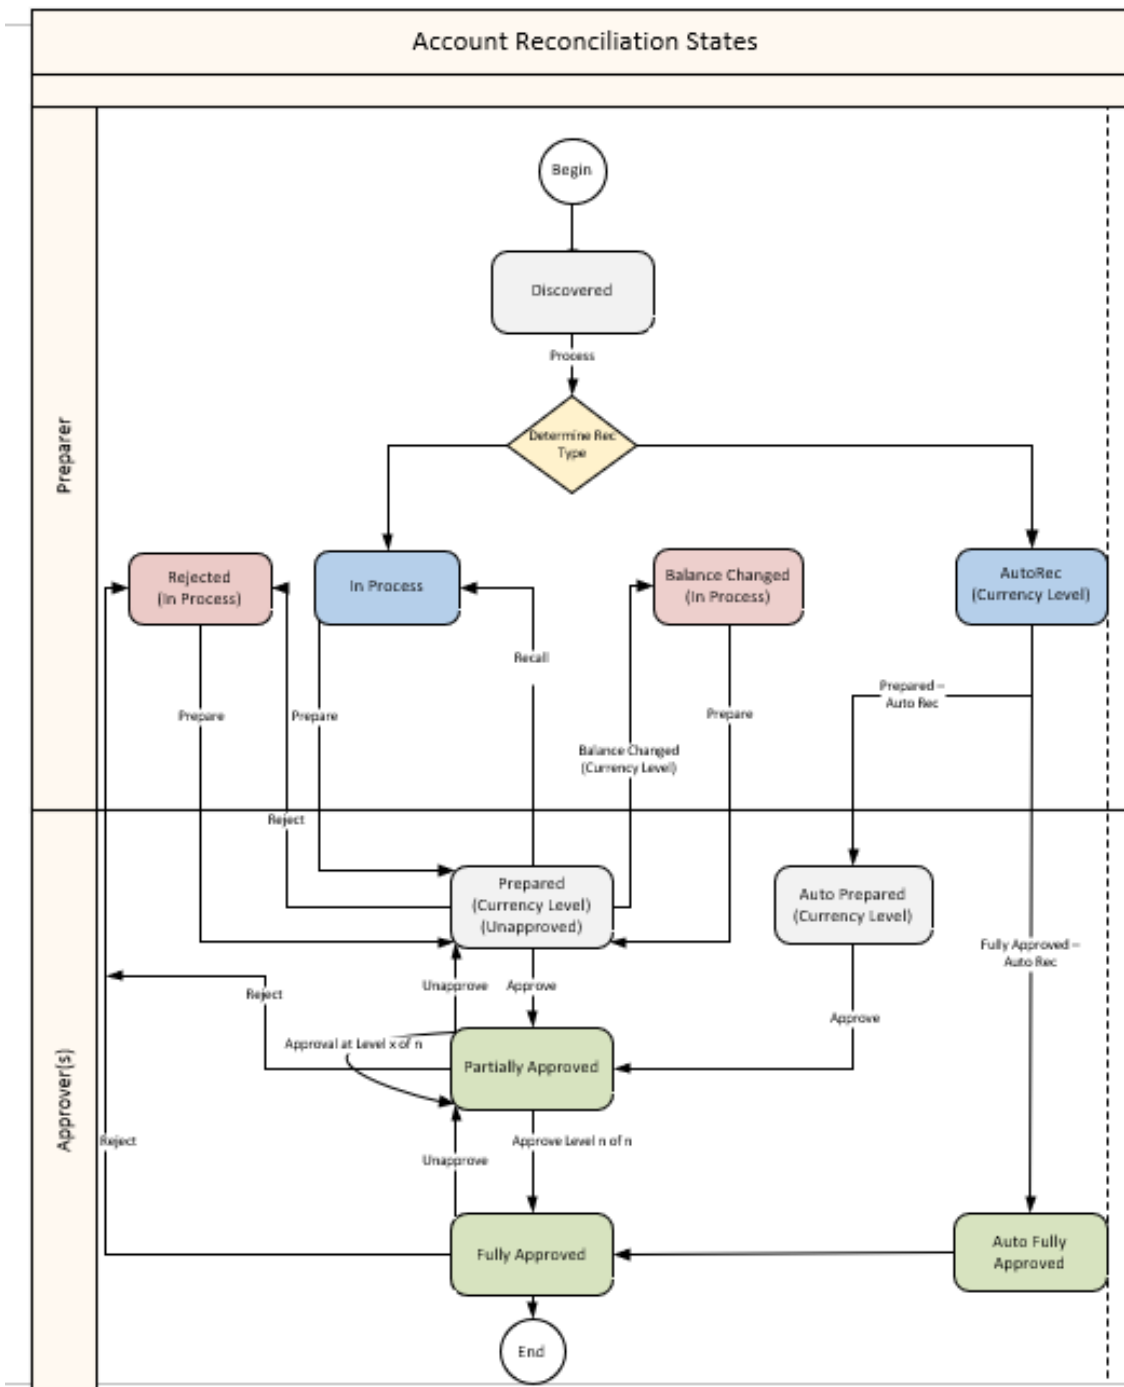 Account Reconciliation States
Preparer
Begin
Discovered
Process
Determine Rec
Type
Rejected
(In Process)
In Process
Balance Changed
(In Process)
AutoRec
(Currency Level)
Recall
Prepared –
Auto Rec
Prepare
Prepare
Prepare
Balance Changed
(Currency Level)
Reject
Approver(s)
Prepared
(Currency Level)
(Unapproved)
Auto Prepared
(Currency Level)
Fully Approved –
Auto Rec
Unapprove
Approve
Reject
Approve
Approval at Level x of n
Partially Approved
Reject
Approve Level n of n
Unapprove
Fully Approved
Auto Fully
Approved
End